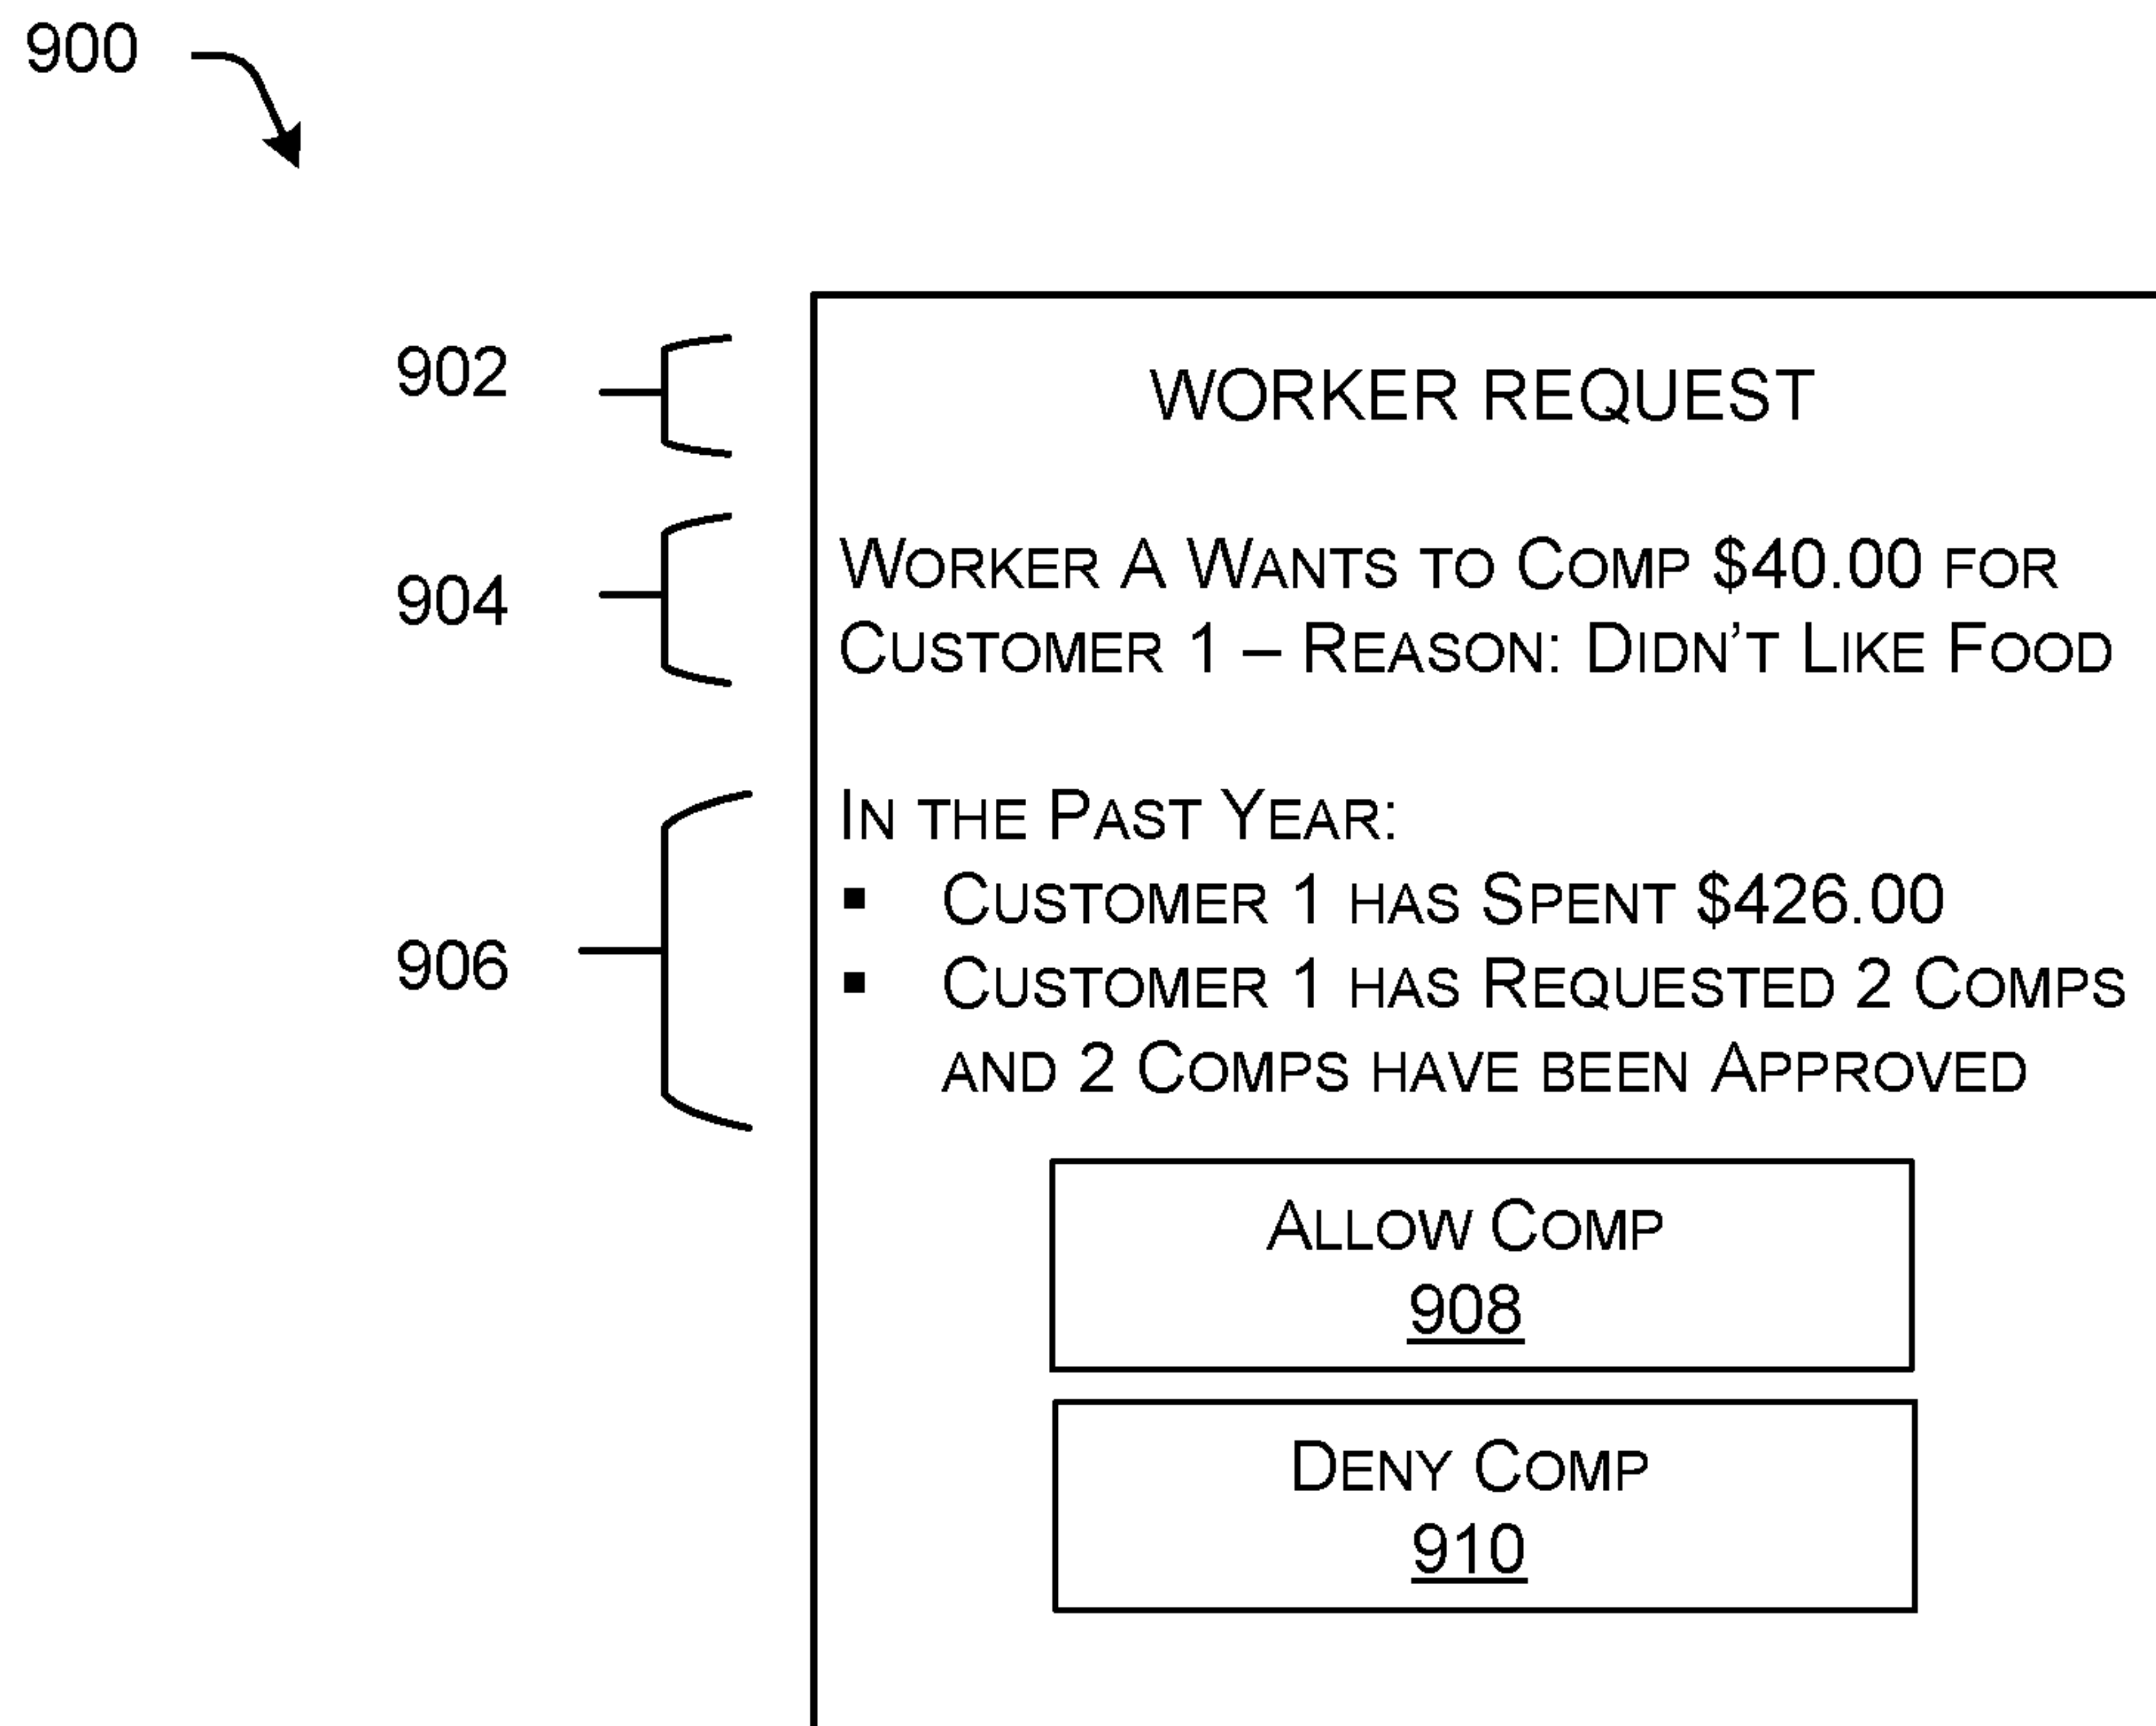 900
902
WORKER REQUEST
904
WORKER A WANTS TO COMP $40.00 FOR
CUSTOMER 1 – REASON: DIDN'T LIKE FOOD
906
IN THE PAST YEAR:
▪ CUSTOMER 1 HAS SPENT $426.00
▪ CUSTOMER 1 HAS REQUESTED 2 COMPS
AND 2 COMPS HAVE BEEN APPROVED
ALLOW COMP
908
DENY COMP
910